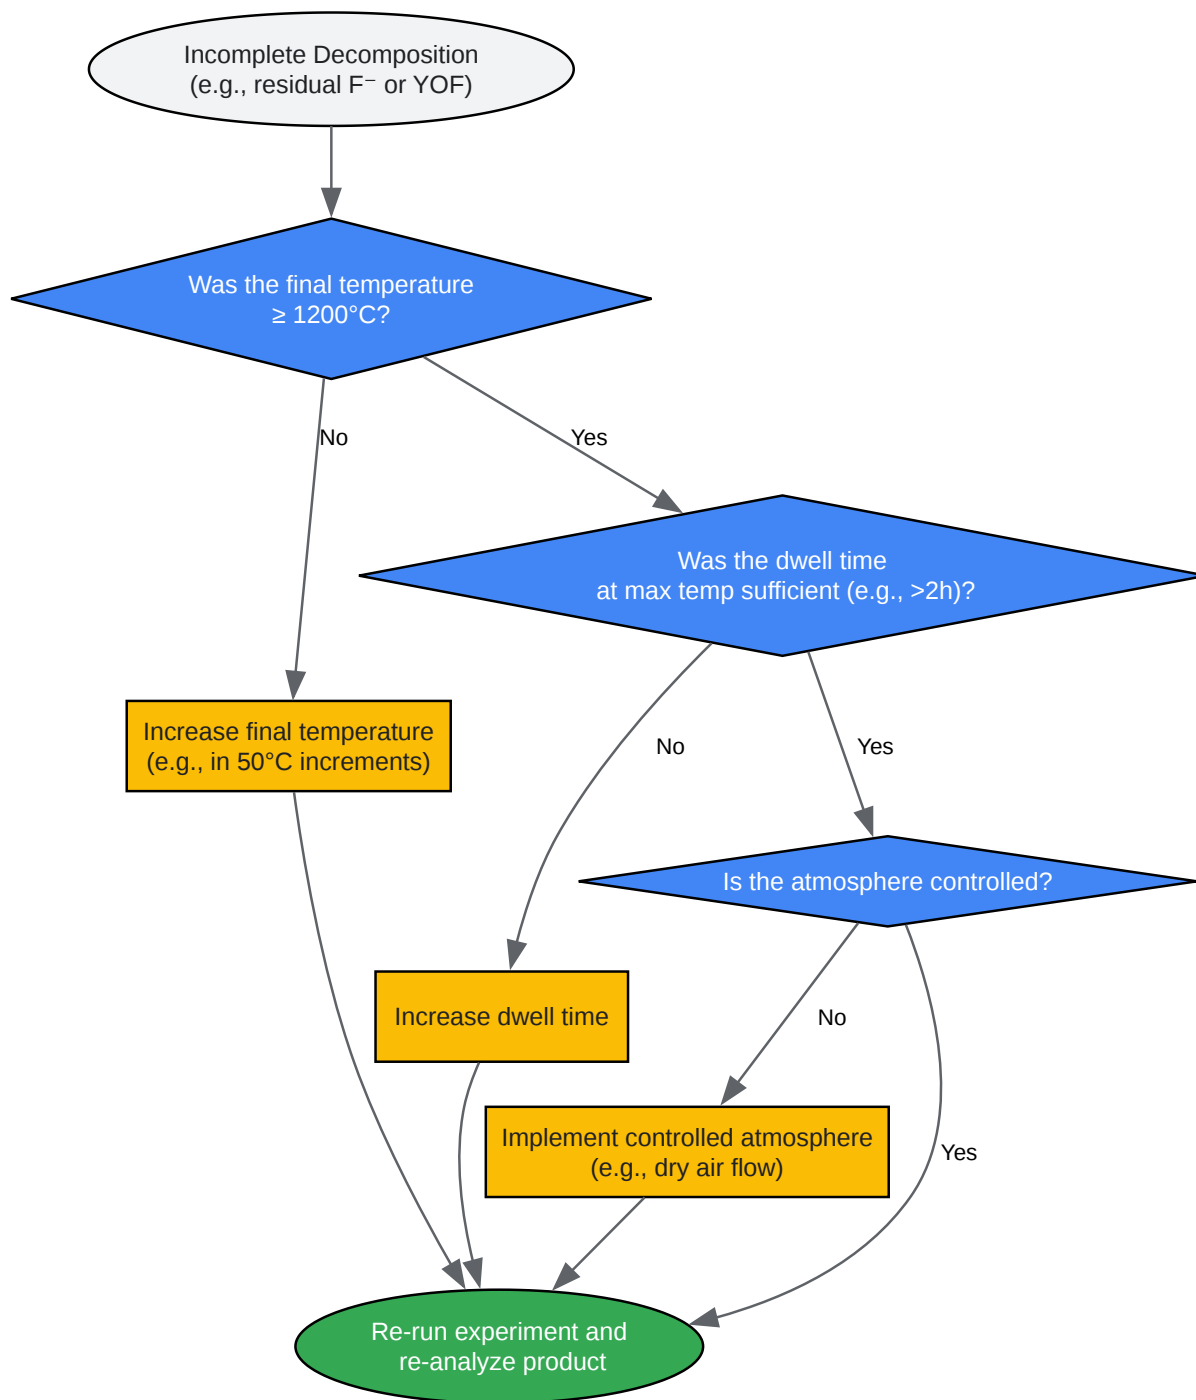 Incomplete Decomposition
(e.g., residual F⁻ or YOF)
Was the final temperature
≥ 1200°C?
No
Yes
Was the dwell time
at max temp sufficient (e.g., >2h)?
Increase final temperature
(e.g., in 50°C increments)
No
Yes
Is the atmosphere controlled?
Increase dwell time
No
Implement controlled atmosphere
(e.g., dry air flow)
Yes
Re-run experiment and
re-analyze product